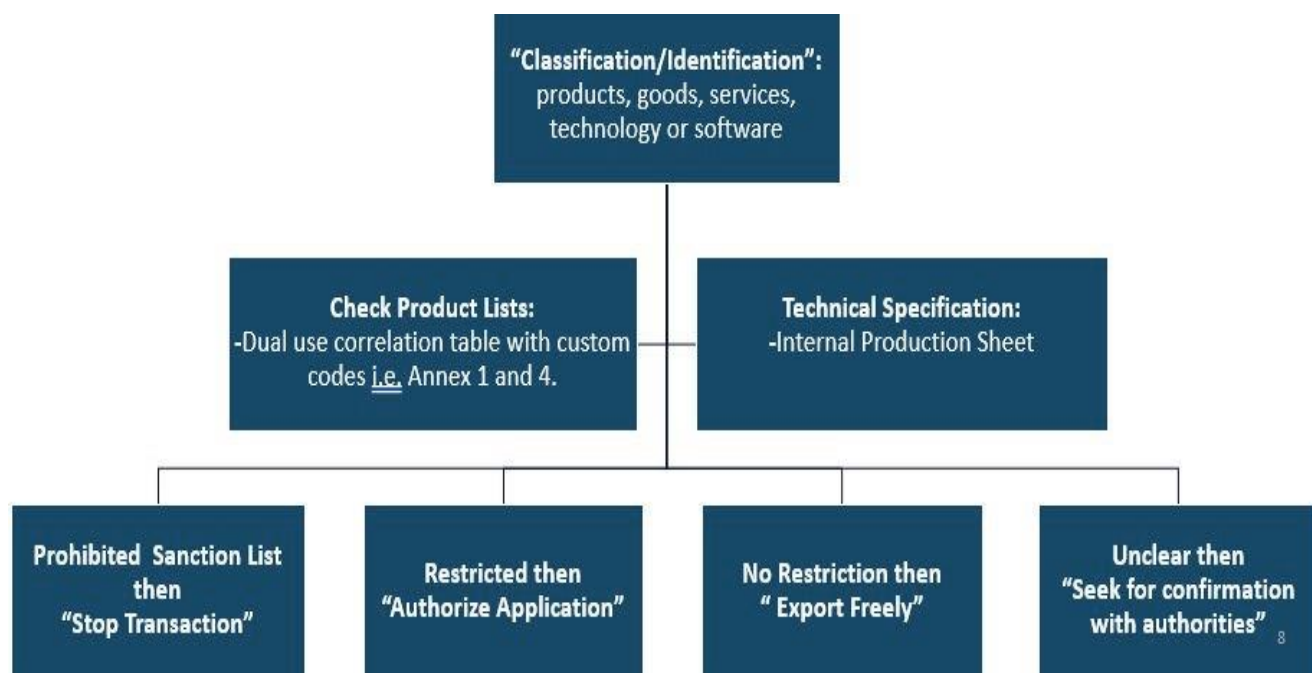 “Classification/Identification”:
products, goods, services,
technology or software
Check Product Lists:
-Dual use correlation table with custom
codes i.e. Annex 1 and 4.
Technical Specification:
-Internal Production Sheet
Prohibited Sanction List
then
“Stop Transaction”
Restricted then
“Authorize Application”
No Restriction then
“ Export Freely”
Unclear then
“Seek for confirmation
with authorities”
8